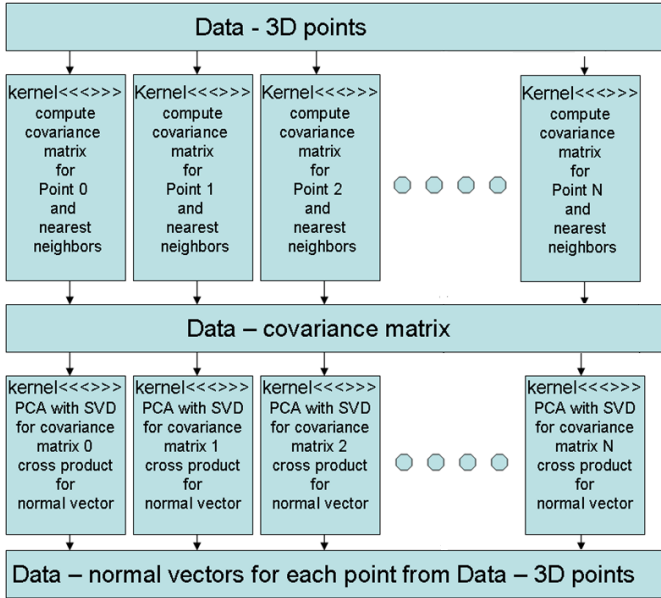 Data - 3D points
kernel<<<>>>
compute
covariance
matrix
for
Point 0
and
nearest
neighbors
Kernel<<<>>>
compute
covariance
matrix
for
Point 1
and
nearest
neighbors
Kernel<<<>>>
compute
covariance
matrix
for
Point 2
and
nearest
neighbors
Kernel<<<>>>
compute
covariance
matrix
for
Point N
and
nearest
neighbors
Data – covariance matrix
kernel<<<>>>
PCA with SVD
for covariance
matrix 0
cross product
for
normal vector
kernel<<<>>>
PCA with SVD
for covariance
matrix 1
cross product
for
normal vector
kernel<<<>>>
PCA with SVD
for covariance
matrix 2
cross product
for
normal vector
kernel<<<>>>
PCA with SVD
for covariance
matrix N
cross product
for
normal vector
Data – normal vectors for each point from Data – 3D points